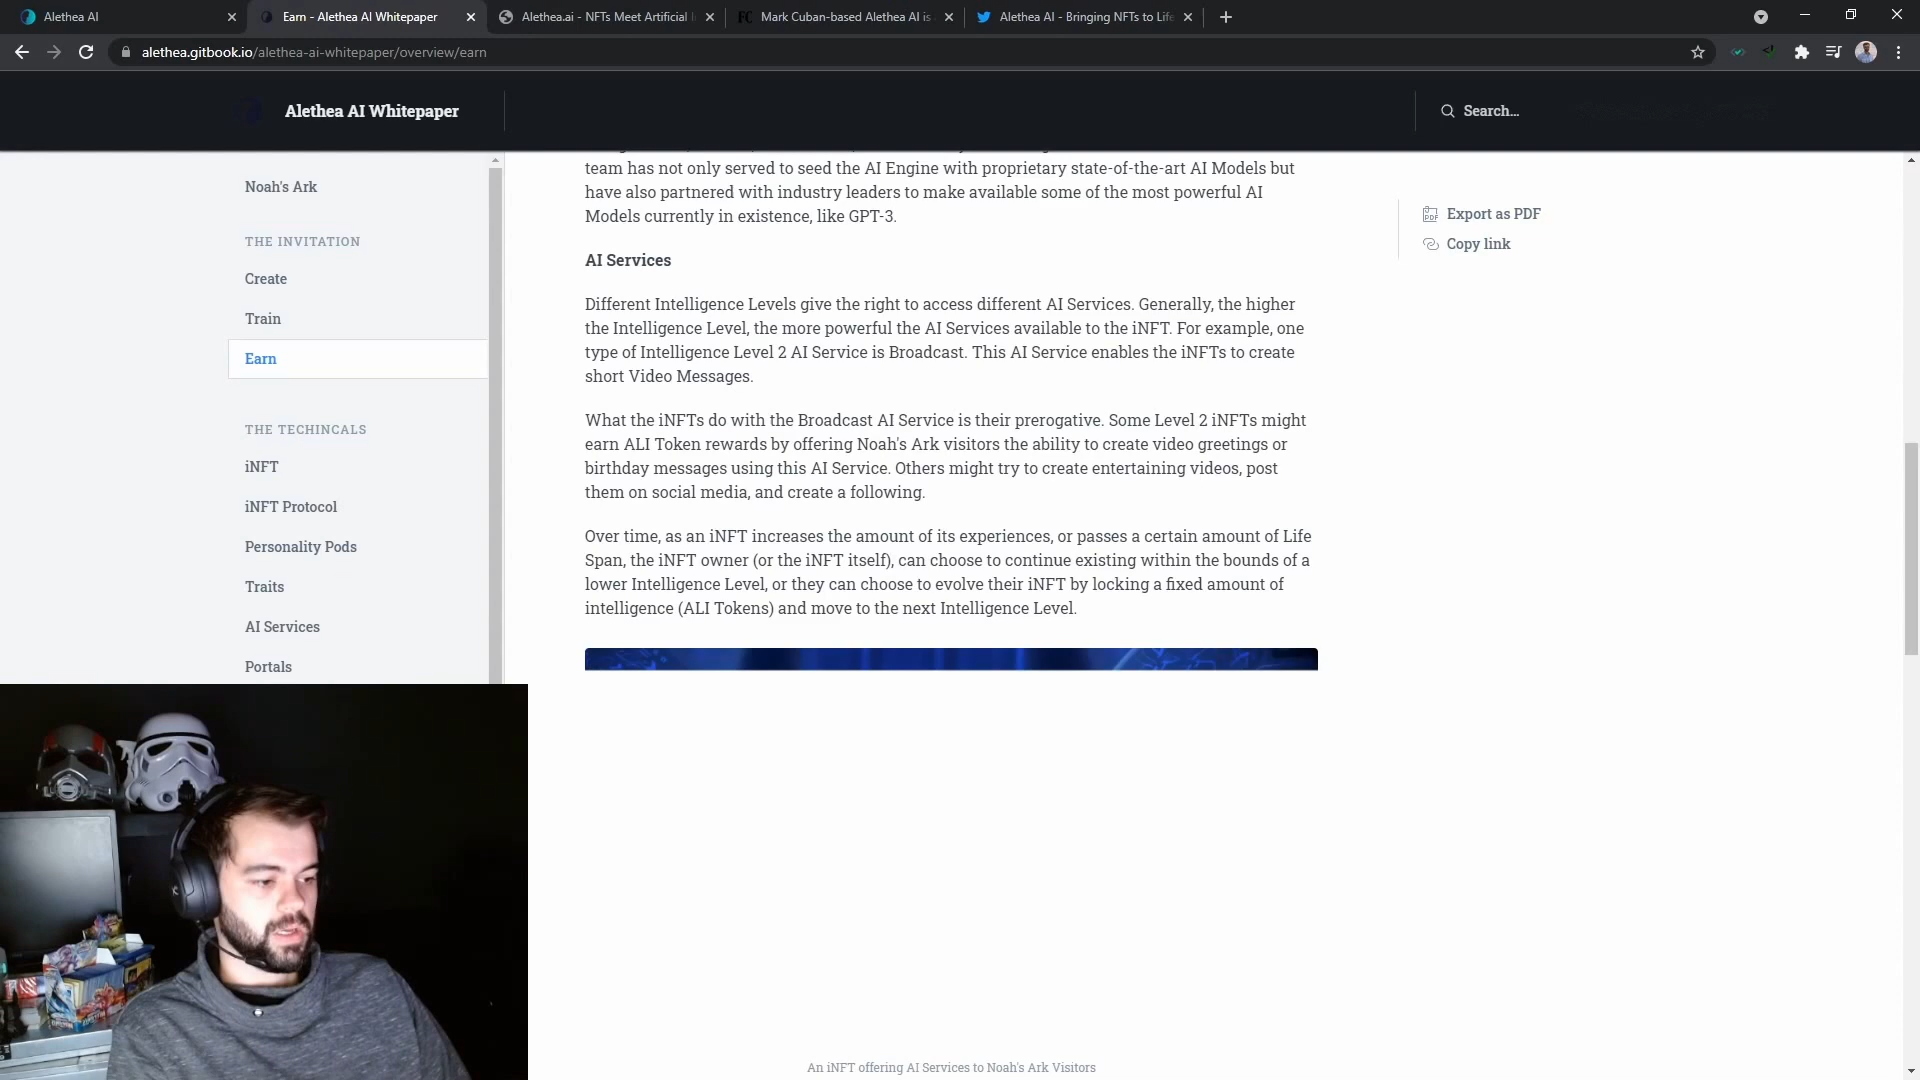 Alethea AI
Earn - Alethea AI Whitepaper
Alethea.ai - NFTs Meet Artificial
Mark Cuban-based Alethea AI is
Alethea AI - Bringing NFTs to Life
alethea.gitbook.io/alethea-ai-whitepaper/overview/earn
Alethea AI Whitepaper
Search...
Noah's Ark
THE INVITATION
Create
Train
Earn
THE TECHINCALS
iNFT
iNFT Protocol
Personality Pods
Traits
AI Services
Portals
team has not only served to seed the AI Engine with proprietary state-of-the-art AI Models but
have also partnered with industry leaders to make available some of the most powerful AI
Models currently in existence, like GPT-3.
AI Services
Different Intelligence Levels give the right to access different AI Services. Generally, the higher
the Intelligence Level, the more powerful the AI Services available to the iNFT. For example, one
type of Intelligence Level 2 AI Service is Broadcast. This AI Service enables the iNFTs to create
short Video Messages.
What the iNFTs do with the Broadcast AI Service is their prerogative. Some Level 2 iNFTs might
earn ALI Token rewards by offering Noah's Ark visitors the ability to create video greetings or
birthday messages using this AI Service. Others might try to create entertaining videos, post
them on social media, and create a following.
Over time, as an iNFT increases the amount of its experiences, or passes a certain amount of Life
Span, the iNFT owner (or the iNFT itself), can choose to continue existing within the bounds of a
lower Intelligence Level, or they can choose to evolve their iNFT by locking a fixed amount of
intelligence (ALI Tokens) and move to the next Intelligence Level.
An iNFT offering AI Services to Noah's Ark Visitors
Export as PDF
Copy link